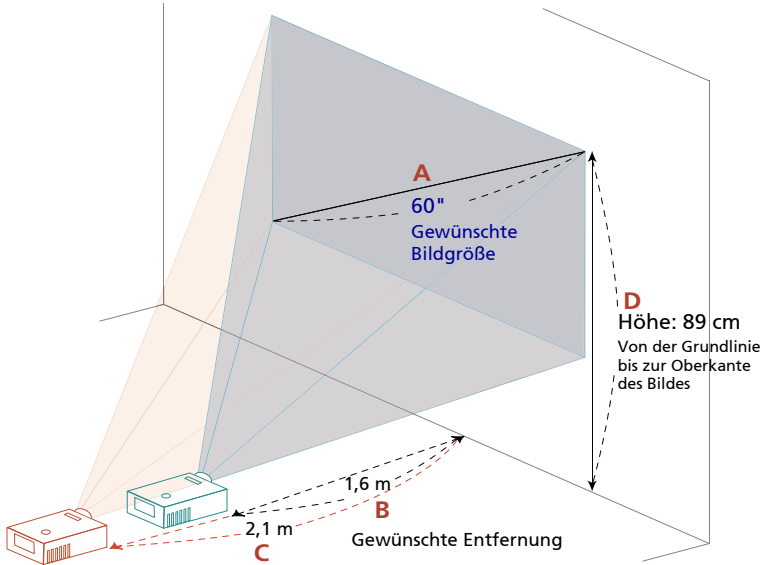 A
60"
Gewünschte
Bildgröße
D
Höhe: 89 cm
Von der Grundlinie
bis zur Oberkante
des Bildes
1,6 m
B
2,1 m
C
Gewünschte Entfernung